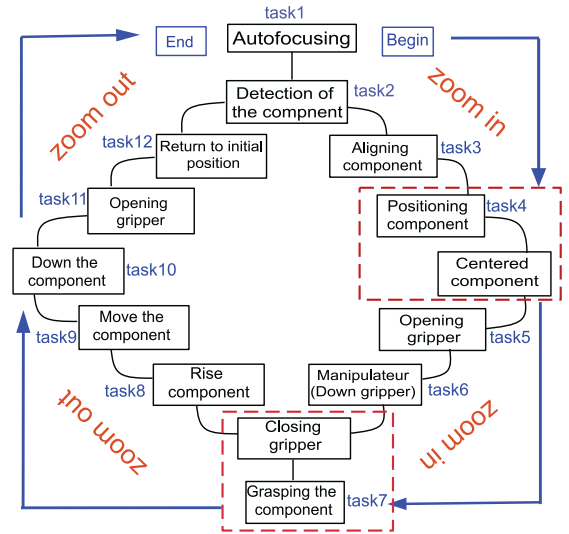 task1
End
Autofocusing
Begin
zoom out
zoom in
Detection of
the compnent
task2
task12
Return to initial
position
Aligning
component
task3
task11
Opening
gripper
Positioning
component
task4
Down the
component
task10
Centered
component
Move the
component
task9
Opening
gripper
task5
Rise
component
task8
Manipulateur
(Down gripper)
task6
zoom out
zoom in
Closing
gripper
Grasping the
component
task7